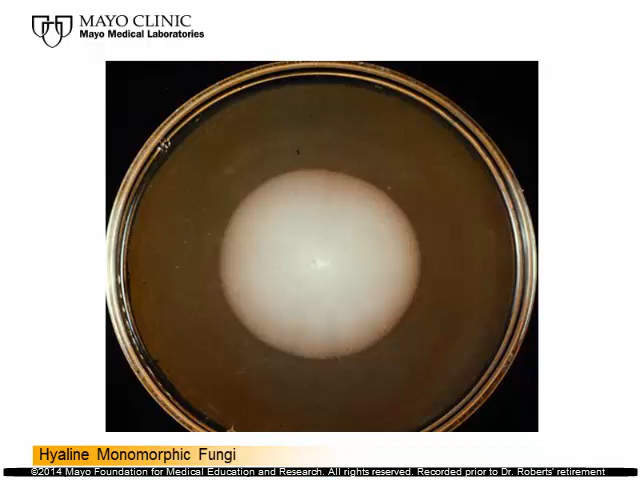 MAYO CLINIC
Mayo Medical Laboratories
Hyaline Monomorphic Fungi
©2014 Mayo Foundation for Medical Education and Research. All rights reserved. Recorded prior to Dr. Roberts' retirement